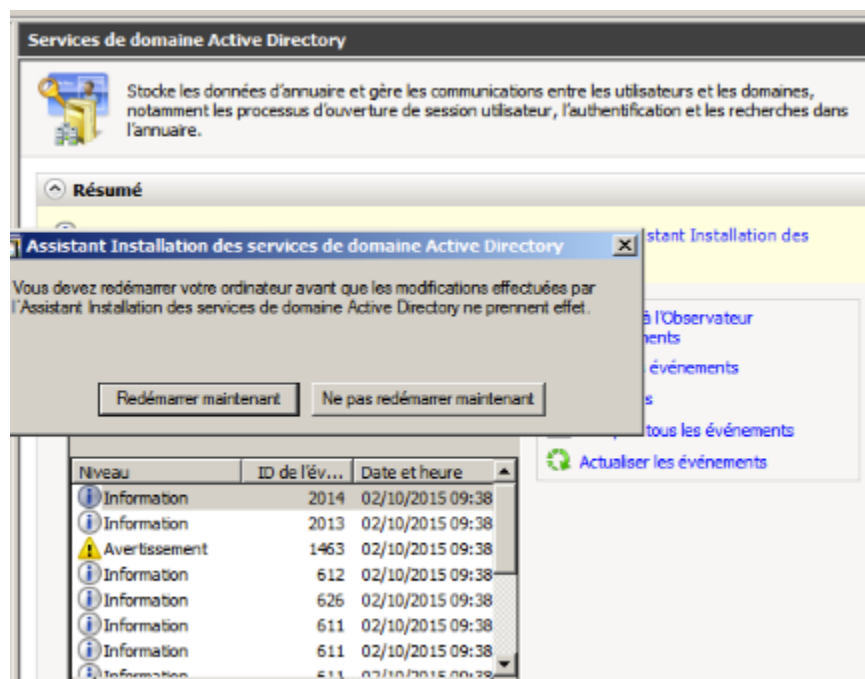 Services de domaine Active Directory
Stocke les données d'annuaire et gère les communications entre les utilisateurs et les domaines,
notamment les processus d'ouverture de session utilisateur, l'authentification et les recherches dans
l'annuaire.
Résumé
stant Installation des
Assistant Installation des services de domaine Active Directory
Vous devez redémarrer votre ordinateur avant que les modifications effectuées par
l'Assistant Installation des services de domaine Active Directory ne prennent effet.
Redémarrer maintenant
Ne pas redémarrer maintenant
à l'Observateur
événements
tous les événements
Actualiser les événements
Niveau ID de l'év... Date et heure
Information 2014 02/10/2015 09:38
Information 2013 02/10/2015 09:38
Avertissement 1463 02/10/2015 09:38
Information 612 02/10/2015 09:38
Information 626 02/10/2015 09:38
Information 611 02/10/2015 09:38
Information 611 02/10/2015 09:38
Information 611 02/10/2015 09:38